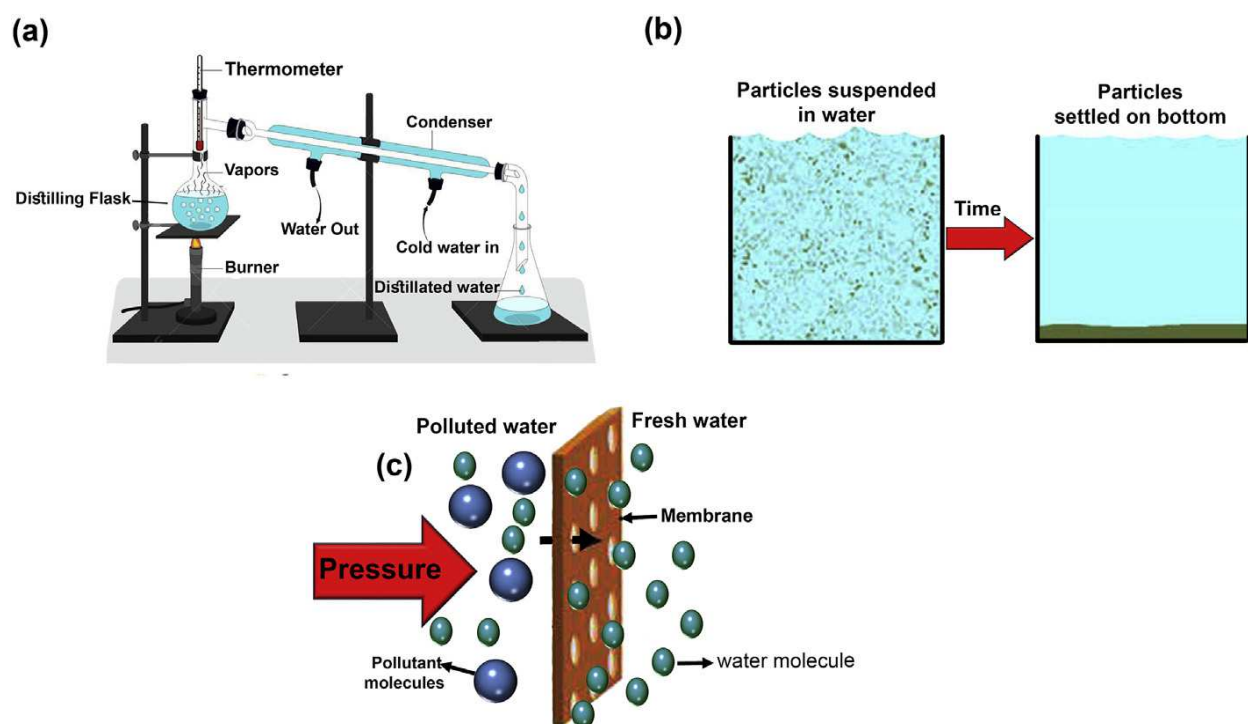 (a)
Thermometer
Condenser
Vapors
Distilling Flask
Water Out
Cold water in
Burner
Distillated water
(b)
Particles suspended
in water
Particles
settled on bottom
Time
(c)
Polluted water
Fresh water
Membrane
Pressure
Pollutant
molecules
water molecule